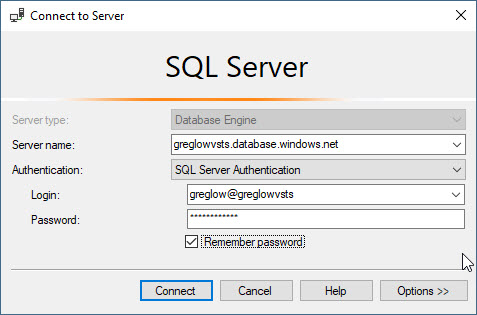 Connect to Server
SQL Server
Server type: Database Engine
Server name: greglowvsts.database.windows.net
Authentication: SQL Server Authentication
Login: greglow@greglowvsts
Password: ************
Remember password
Connect Cancel Help Options >>